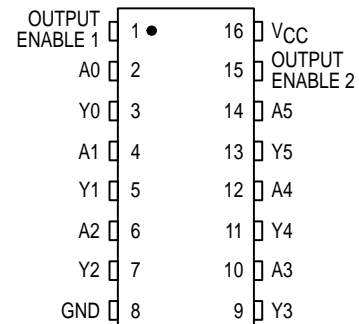 OUTPUT
ENABLE 1 1 16 VCC
A0 2 15 OUTPUT
ENABLE 2
Y0 3 14 A5
A1 4 13 Y5
Y1 5 12 A4
A2 6 11 Y4
Y2 7 10 A3
GND 8 9 Y3